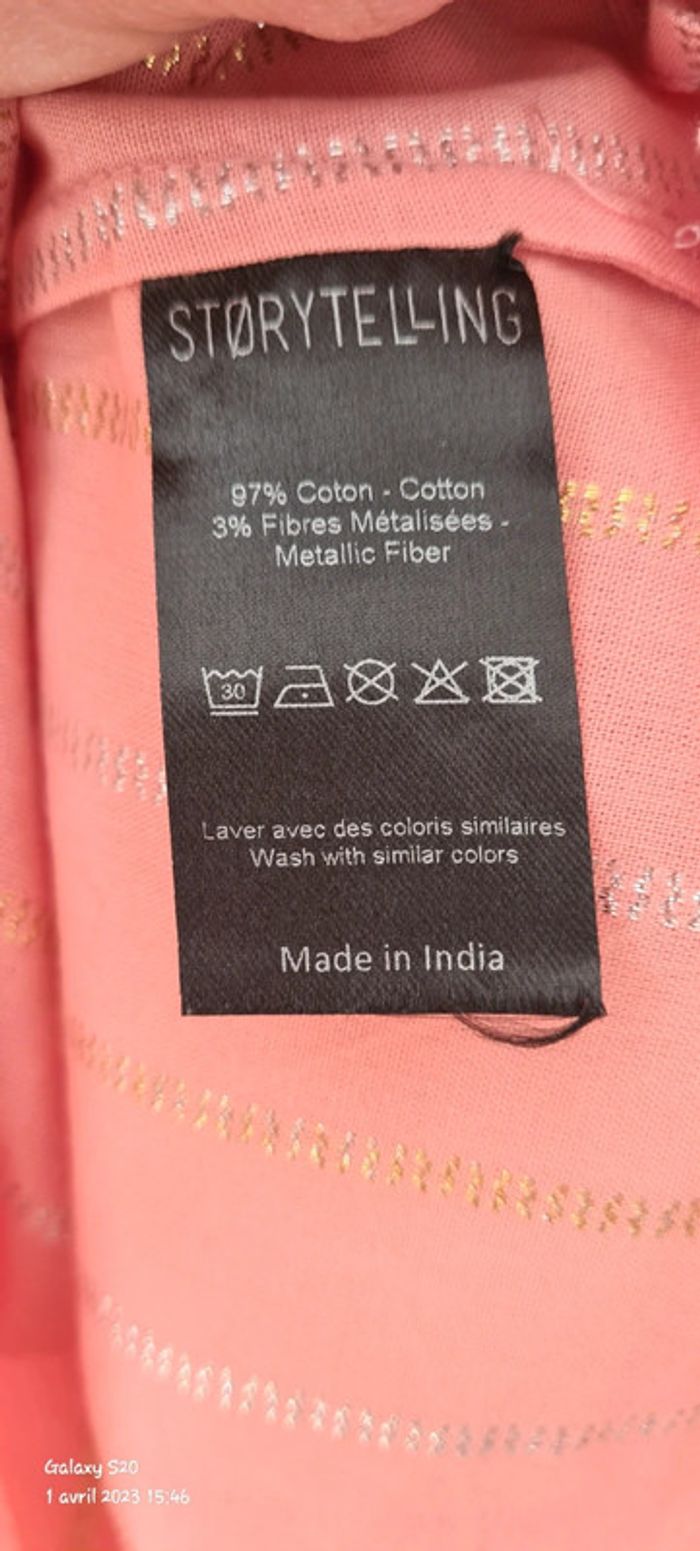 STØRYTELLING
97% Coton - Cotton
3% Fibres Métalisées -
Metallic Fiber
30
Laver avec des coloris similaires
Wash with similar colors
Made in India
Galaxy S20
1 avril 2023 15:46